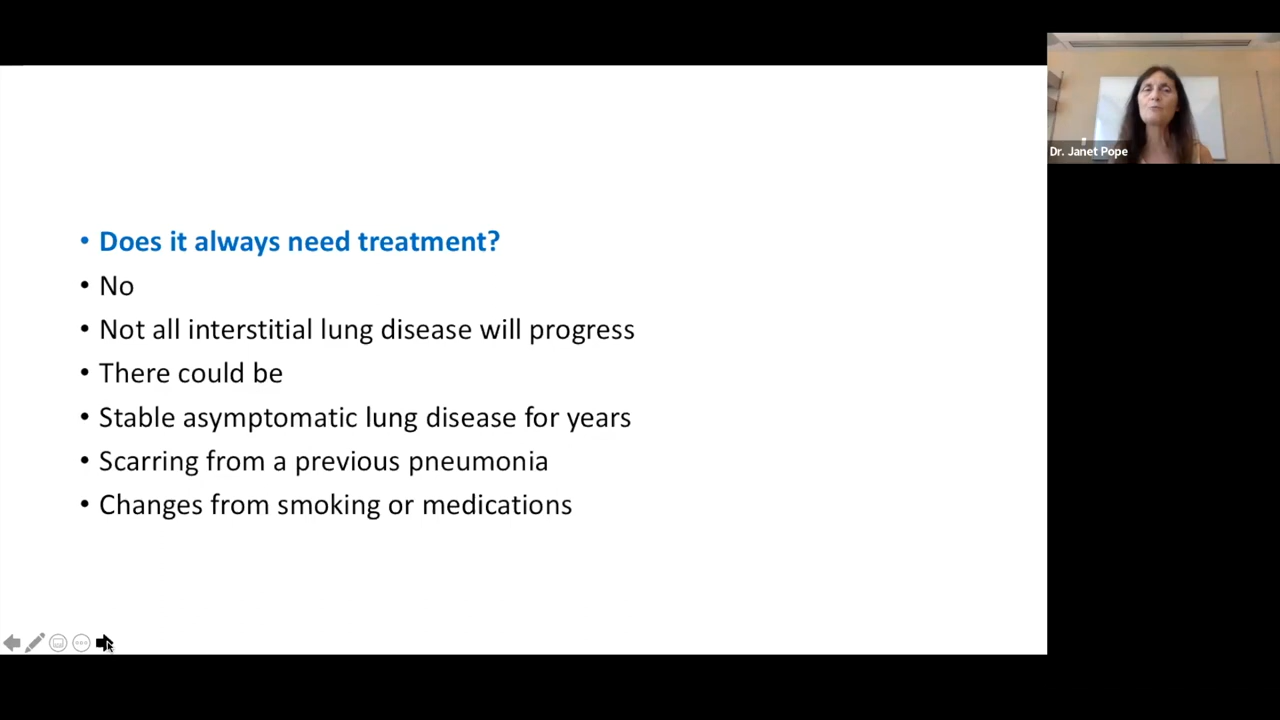 • Does it always need treatment?
• No
• Not all interstitial lung disease will progress
• There could be
• Stable asymptomatic lung disease for years
• Scarring from a previous pneumonia
• Changes from smoking or medications
Dr. Janet Pope